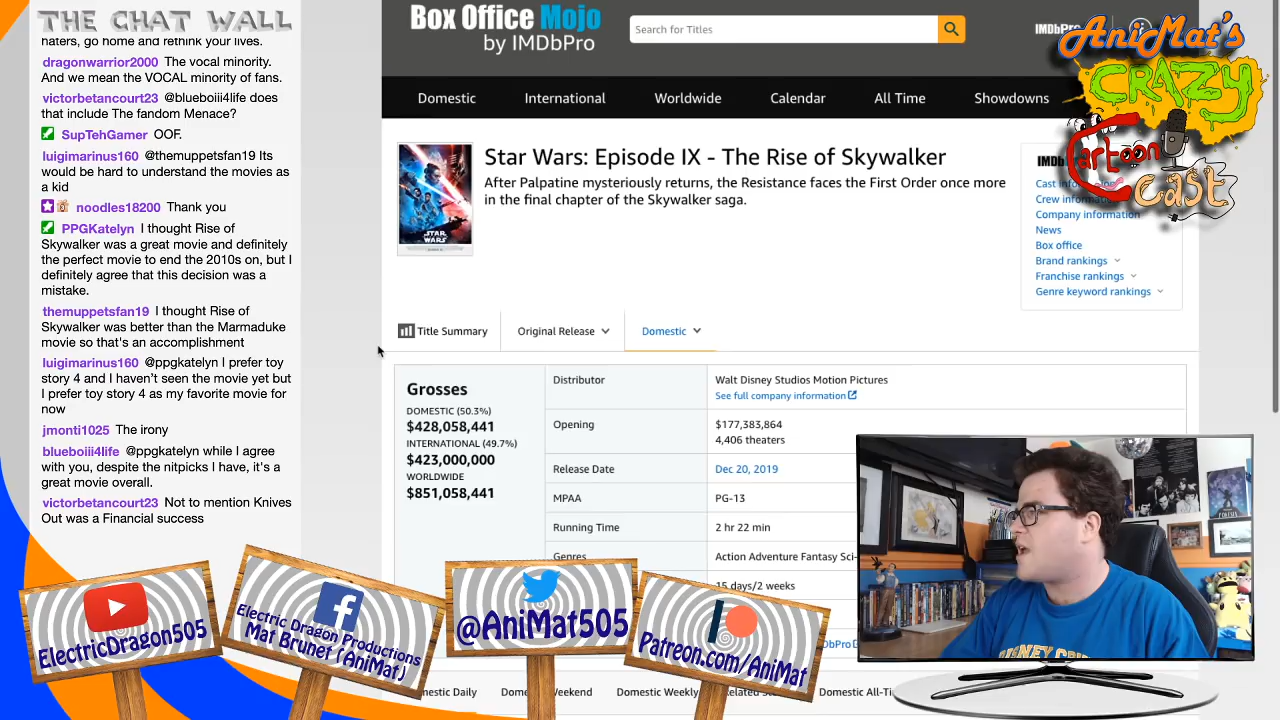 THE CHAT WALL
haters, go home and rethink your lives.
dragonwarrior2000 The vocal minority.
And we mean the VOCAL minority of fans.
victorbetancourt23 @blueboiii4life does
that include The fandom Menace?
SupTehGamer OOF.
luigimarinus160 @themuppetsfan19 Its
would be hard to understand the movies as
a kid
noodles18200 Thank you
PPGKatelyn I thought Rise of
Skywalker was a great movie and definitely
the perfect movie to end the 2010s on, but I
definitely agree that this decision was a
mistake.
themuppetsfan19 I thought Rise of
Skywalker was better than the Marmaduke
movie so that's an accomplishment
luigimarinus160 @ppgkatelyn I prefer toy
story 4 and I haven't seen the movie yet but
I prefer toy story 4 as my favorite movie for
now
jmonti1025 The irony
blueboiii4life @ppgkatelyn while I agree
with you, despite the nitpicks I have, it's a
great movie overall.
victorbetancourt23 Not to mention Knives
Out was a Financial success
Box Office Mojo
by IMDbPro
Search for Titles
IMDbPro
AniMat's
CRAZY
Cartoon
Cast
Domestic
International
Worldwide
Calendar
All Time
Showdowns
STAR
WARS
Star Wars: Episode IX - The Rise of Skywalker
After Palpatine mysteriously returns, the Resistance faces the First Order once more
in the final chapter of the Skywalker saga.
Cast
Crew
Company information
News
Box office
Brand rankings
Franchise rankings
Genre keyword rankings
Title Summary
Original Release
Domestic
Grosses
DOMESTIC (50.3%)
$428,058,441
INTERNATIONAL (49.7%)
$423,000,000
WORLDWIDE
$851,058,441
Distributor
Walt Disney Studios Motion Pictures
See full company information
Opening
$177,383,864
4,406 theaters
Release Date
Dec 20, 2019
MPAA
PG-13
Running Time
2 hr 22 min
Genres
Action Adventure Fantasy Sci-
15 days/2 weeks
Domestic Weekly
ElectricDragon505
Electric Dragon Productions
Mat Brunet (AniMat)
@AniMat505
Patreon.com/AniMat